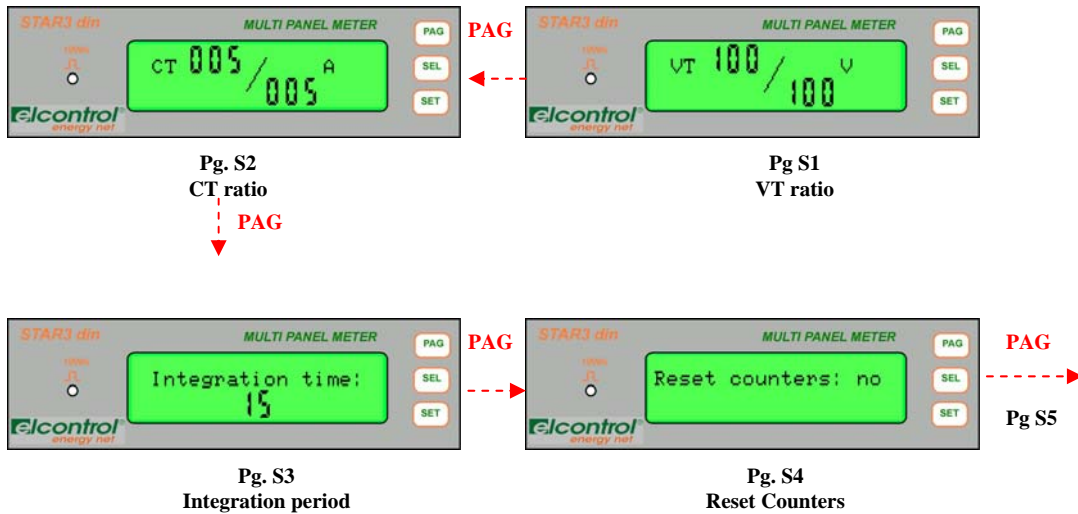 STAR3 din MULTI PANEL METER
PAG
CT 005 / 005 A
SEL
SET
elcontrol
energy net
PAG
STAR3 din MULTI PANEL METER
PAG
VT 100 / 100 V
SEL
SET
elcontrol
energy net
Pg. S2
CT ratio
Pg S1
VT ratio
PAG
STAR3 din MULTI PANEL METER
PAG
Integration time:
15
SEL
SET
elcontrol
energy net
PAG
STAR3 din MULTI PANEL METER
PAG
Reset counters: no
SEL
SET
elcontrol
energy net
PAG
Pg S5
Pg. S3
Integration period
Pg. S4
Reset Counters